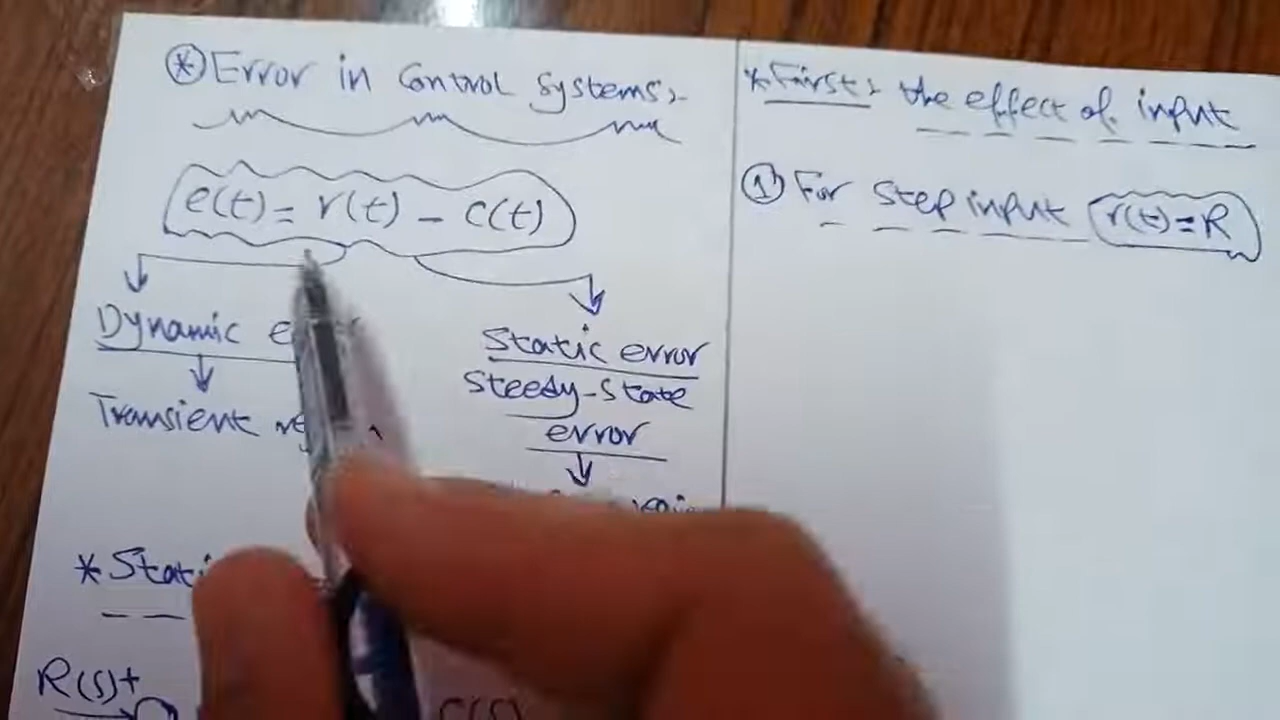 * Error in Control Systems:-
e(t) = r(t) - c(t)
Dynamic
Transient
Static error
Steedy-State
error
* Stati
R(s)+
C(s)
* First: the effect of input
1 For Step input r(t) = R